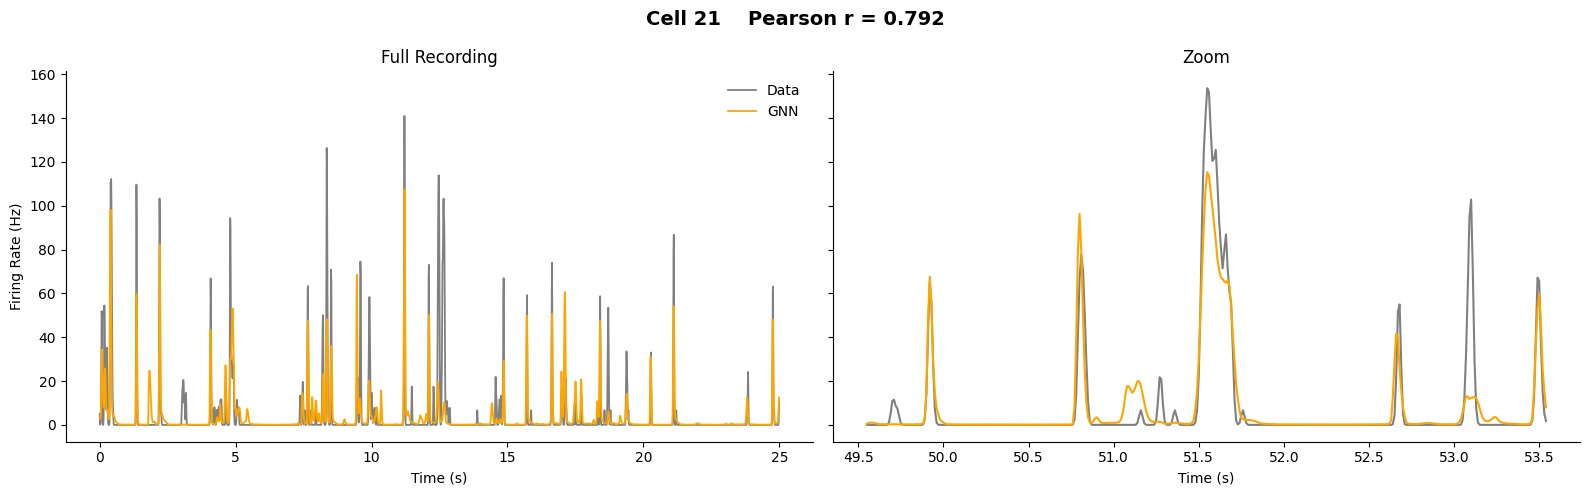 Cell 21    Pearson r = 0.792
Full Recording
Zoom
Data
GNN
Firing Rate (Hz)
160
140
120
100
80
60
40
20
0
0 5 10 15 20 25
49.5 50.0 50.5 51.0 51.5 52.0 52.5 53.0 53.5
Time (s)
Time (s)